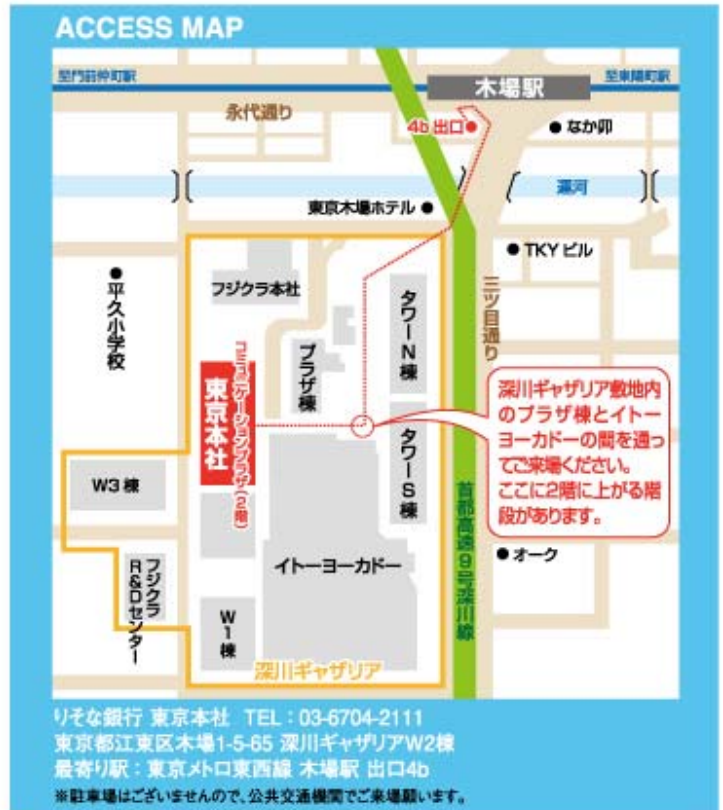 ACCESS MAP
至門前仲町駅
木場駅
至東陽町駅
永代通り
4b 出口
なか卯
運河
東京木場ホテル
TKY ビル
三ツ目通り
平久小学校
フジクラ本社
タワーN棟
プラザ棟
コミュニケーションプラザ(2階)
東京本社
深川ギャザリア敷地内
のプラザ棟とイトー
ヨーカドーの間を通っ
てご来場ください。
ここに2階に上がる階
段があります。
タワーS棟
W3 棟
首都高速9号深川線
オーク
イトーヨーカドー
フジクラ
R&Dセンター
W1棟
深川ギャザリア
りそな銀行 東京本社 TEL:03-6704-2111
東京都江東区木場1-5-65 深川ギャザリアW2棟
最寄り駅:東京メトロ東西線 木場駅 出口4b
※駐車場はございませんので、公共交通機関でご来場願います。